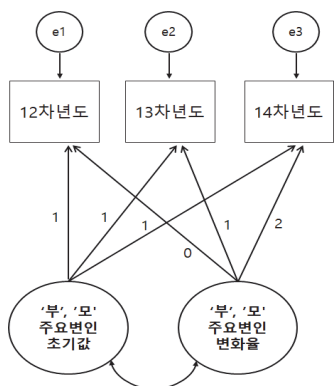 e1
e2
e3
12차년도
13차년도
14차년도
1
1
1
1
2
0
'부', '모'
주요변인
초기값
'부', '모'
주요변인
변화율